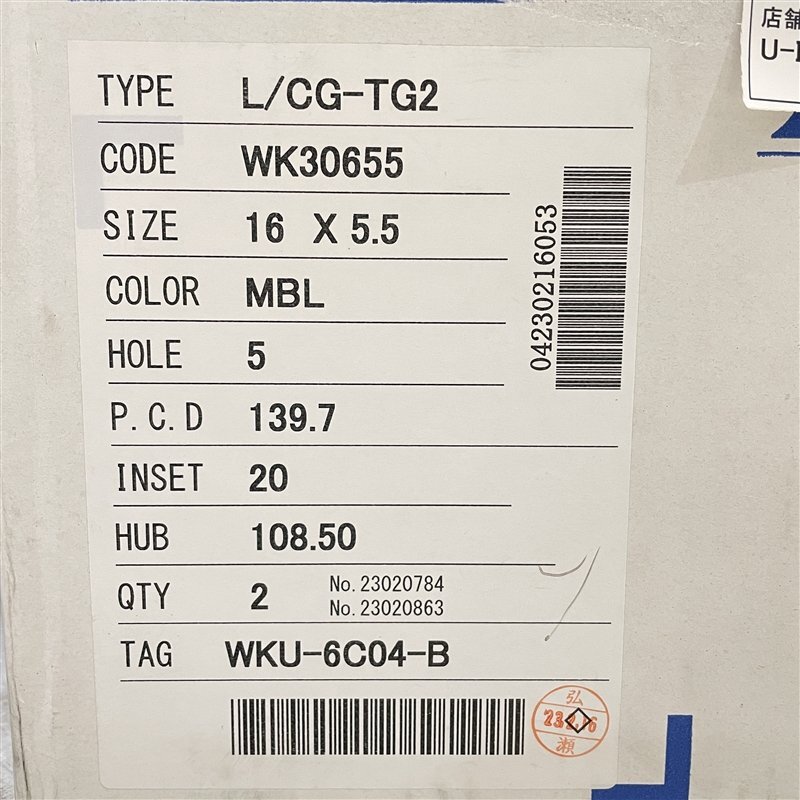 店舗
U-
TYPE L/CG-TG2
CODE WK30655
SIZE 16 X 5.5
COLOR MBL
HOLE 5
P.C.D 139.7
INSET 20
HUB 108.50
QTY 2 No. 23020784
No. 23020863
TAG WKU-6C04-B
04230216053
弘
瀬